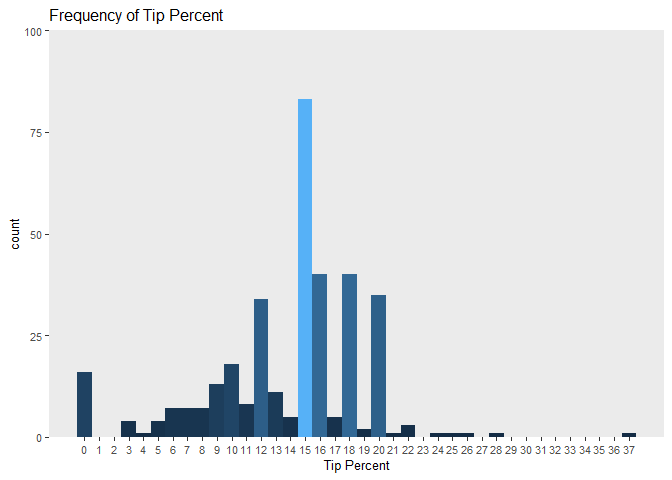 Frequency of Tip Percent
100
75
50
25
0
count
0 1 2 3 4 5 6 7 8 9 10 11 12 13 14 15 16 17 18 19 20 21 22 23 24 25 26 27 28 29 30 31 32 33 34 35 36 37
Tip Percent